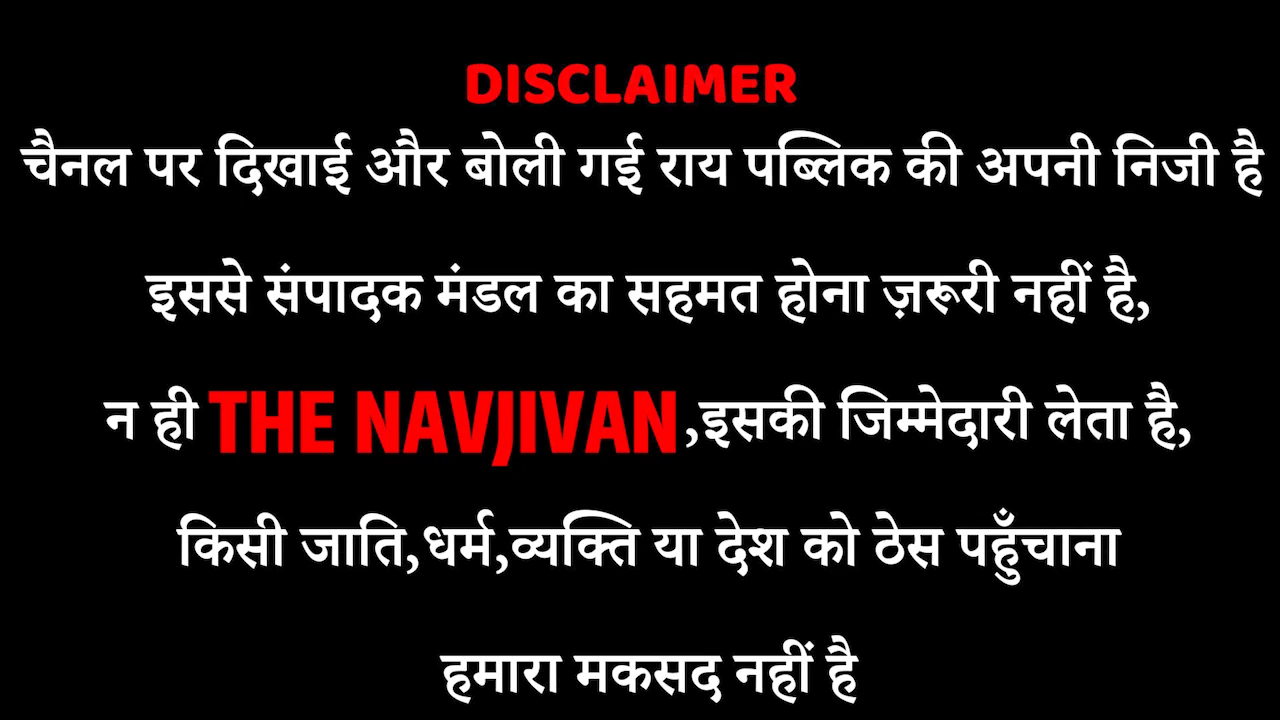 DISCLAIMER
चैनल पर दिखाई और बोली गई राय पब्लिक की अपनी निजी है
इससे संपादक मंडल का सहमत होना ज़रूरी नहीं है,
न ही THE NAVJIVAN ,इसकी जिम्मेदारी लेता है,
किसी जाति,धर्म,व्यक्ति या देश को ठेस पहुँचाना
हमारा मकसद नहीं है